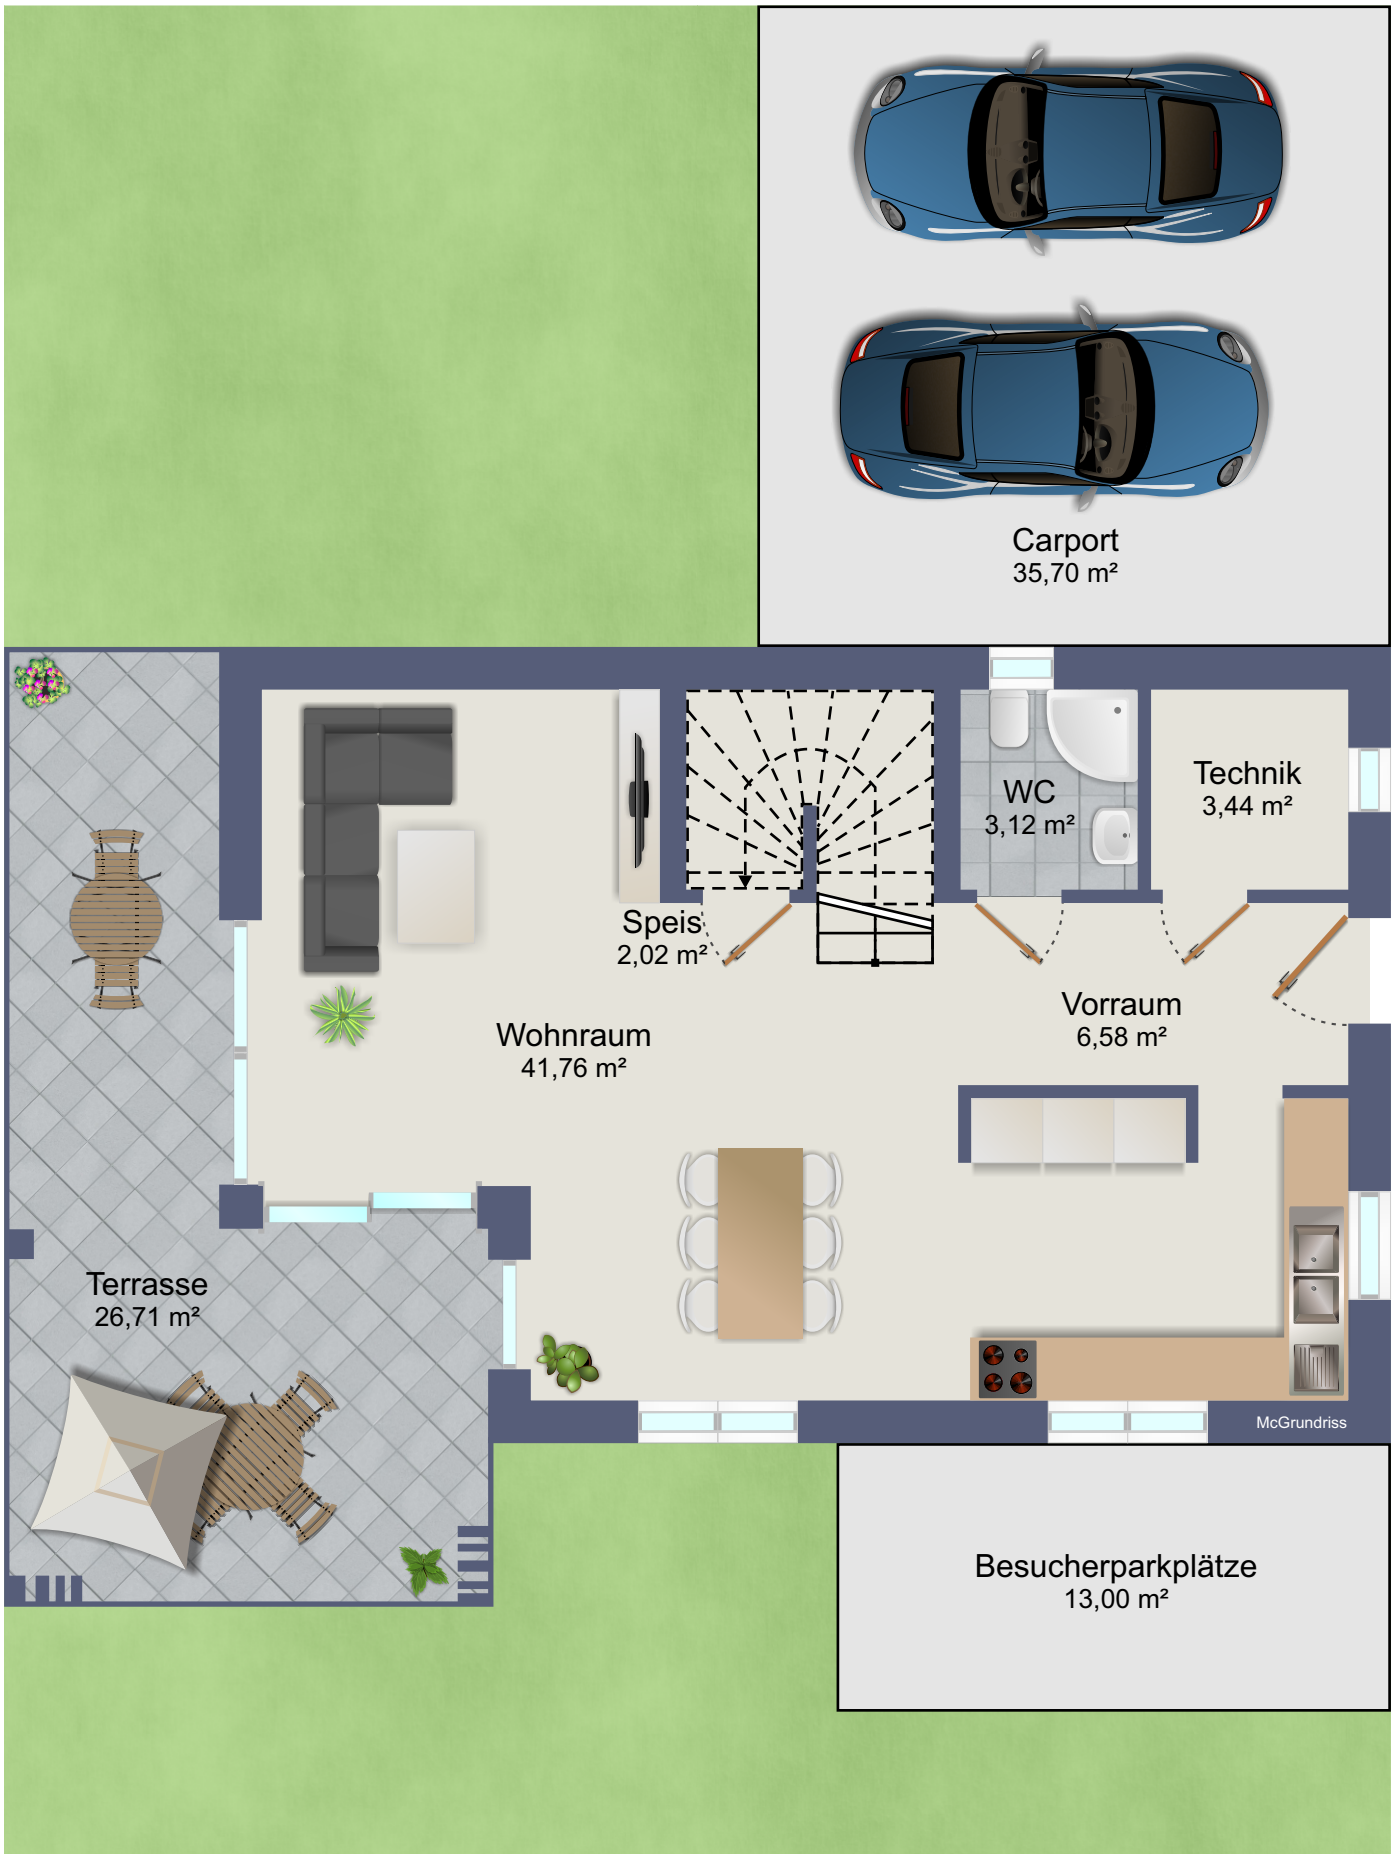 Carport
35,70 m²
WC
3,12 m²
Technik
3,44 m²
Speis
2,02 m²
Vorraum
6,58 m²
Wohnraum
41,76 m²
Terrasse
26,71 m²
McGrundriss
Besucherparkplätze
13,00 m²